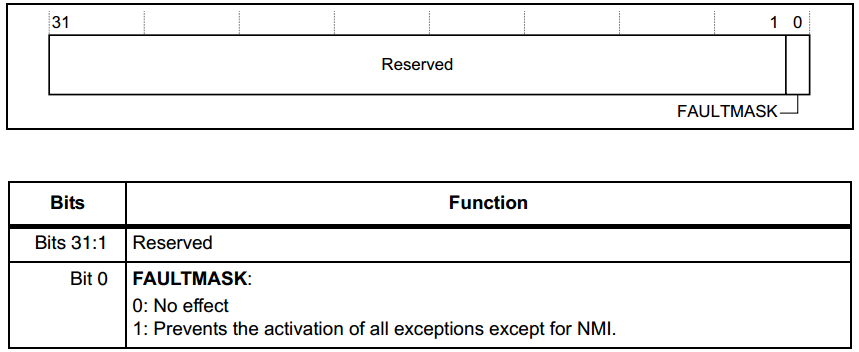 31 1 0
Reserved
FAULTMASK
Bits Function
Bits 31:1 Reserved
Bit 0 FAULTMASK:
0: No effect
1: Prevents the activation of all exceptions except for NMI.